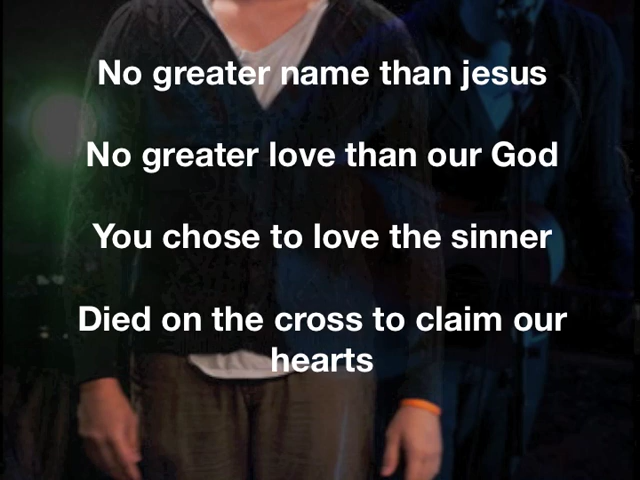 No greater name than jesus
No greater love than our God
You chose to love the sinner
Died on the cross to claim our
hearts